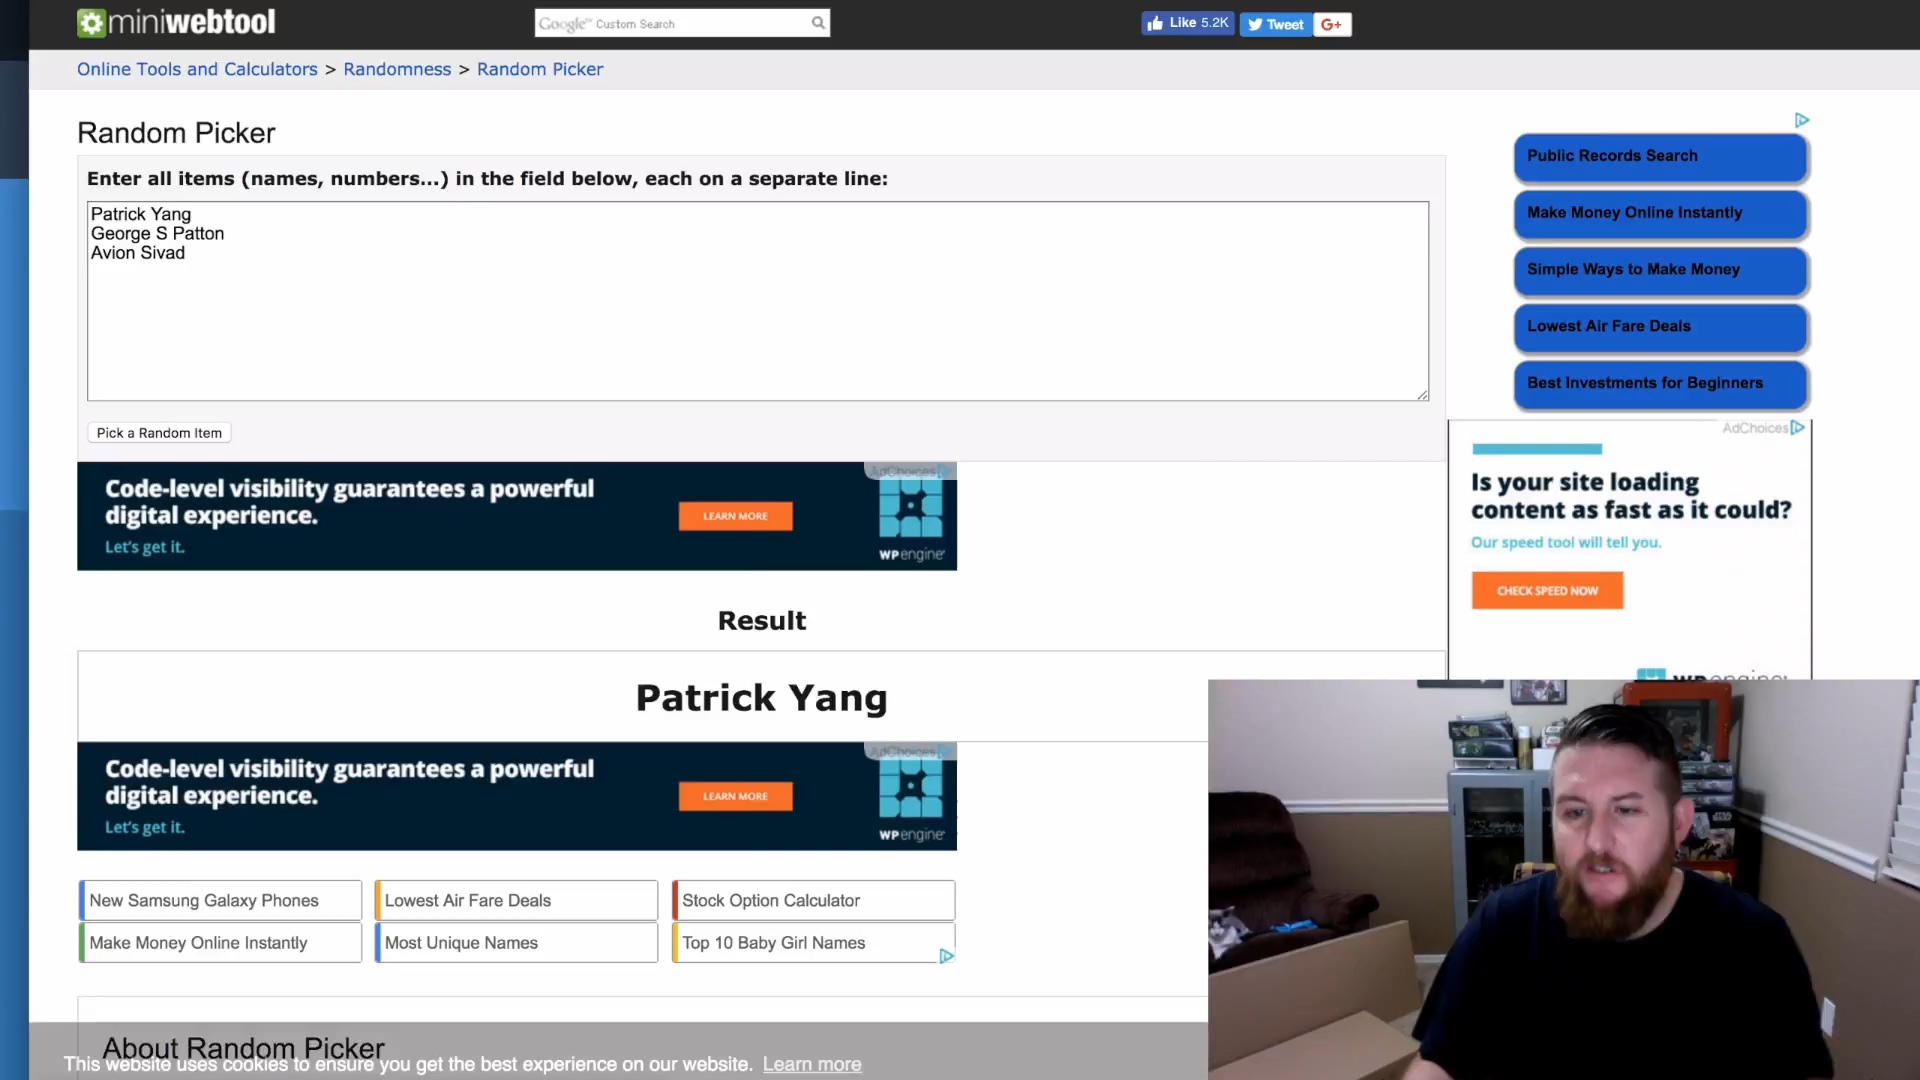 miniwebtool
Google™ Custom Search
Like 5.2K
Tweet
G+
Online Tools and Calculators > Randomness > Random Picker
Random Picker
Enter all items (names, numbers...) in the field below, each on a separate line:
Patrick Yang
George S Patton
Avion Sivad
Pick a Random Item
Public Records Search
Make Money Online Instantly
Simple Ways to Make Money
Lowest Air Fare Deals
Best Investments for Beginners
AdChoices
Is your site loading
content as fast as it could?
Our speed tool will tell you.
CHECK SPEED NOW
wp engine
AdChoices
Code-level visibility guarantees a powerful
digital experience.
Let's get it.
LEARN MORE
WP engine
Result
Patrick Yang
AdChoices
Code-level visibility guarantees a powerful
digital experience.
Let's get it.
LEARN MORE
WP engine
New Samsung Galaxy Phones
Lowest Air Fare Deals
Stock Option Calculator
Make Money Online Instantly
Most Unique Names
Top 10 Baby Girl Names
About Random Picker
This website uses cookies to ensure you get the best experience on our website. Learn more